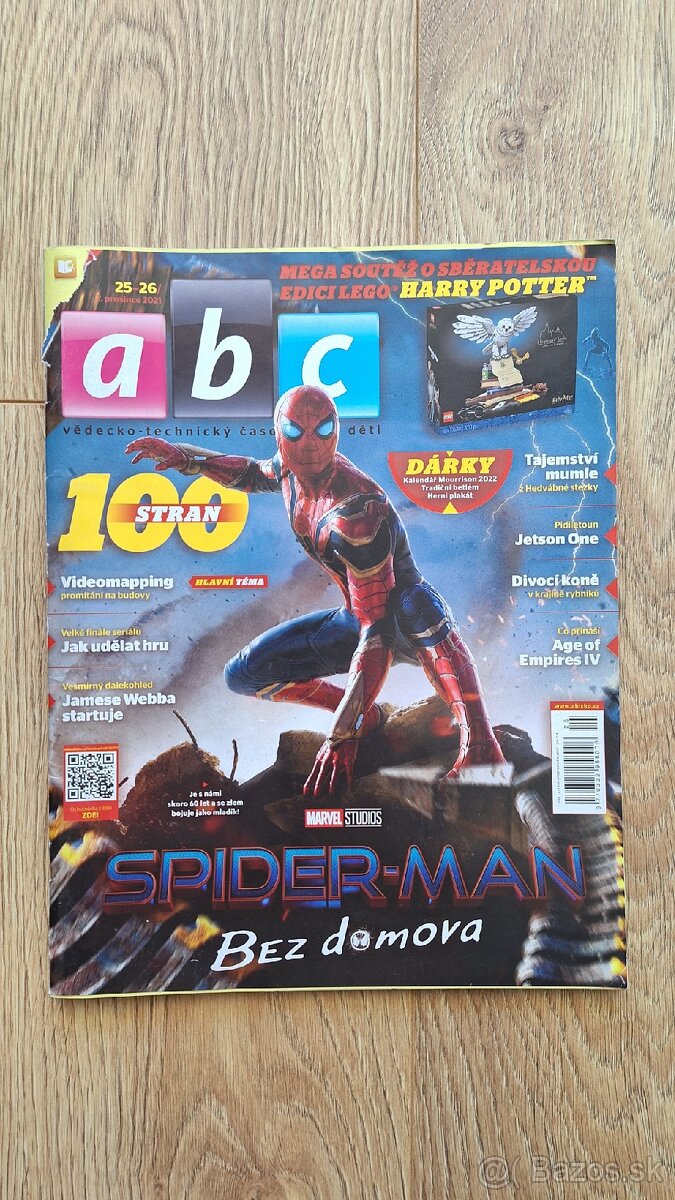 MEGA SOUTĚŽ O SBĚRATELSKOU
EDICI LEGO® HARRY POTTER™
25–26/
prosince 2021
abc
vědecko-technický časo děti
100
STRAN
DÁRKY
Kalendář Mourrison 2022
Tradiční betlém
Herní plakát
Tajemství
mumie
z Hedvábné stezky
Pidiletoun
Jetson One
Divocí koně
v krajině rybníků
Co přináší
Age of
Empires IV
Videomapping
promítání na budovy
HLAVNÍ TÉMA
Velké finále seriálu
Jak udělat hru
Vesmírný dalekohled
Jamese Webba
startuje
ZDE!
www.abicko.cz
Je s námi
skoro 60 let a se zlem
bojuje jako mladík!
MARVEL STUDIOS
SPIDER-MAN
BEZ DOMOVA
© Bazos.sk